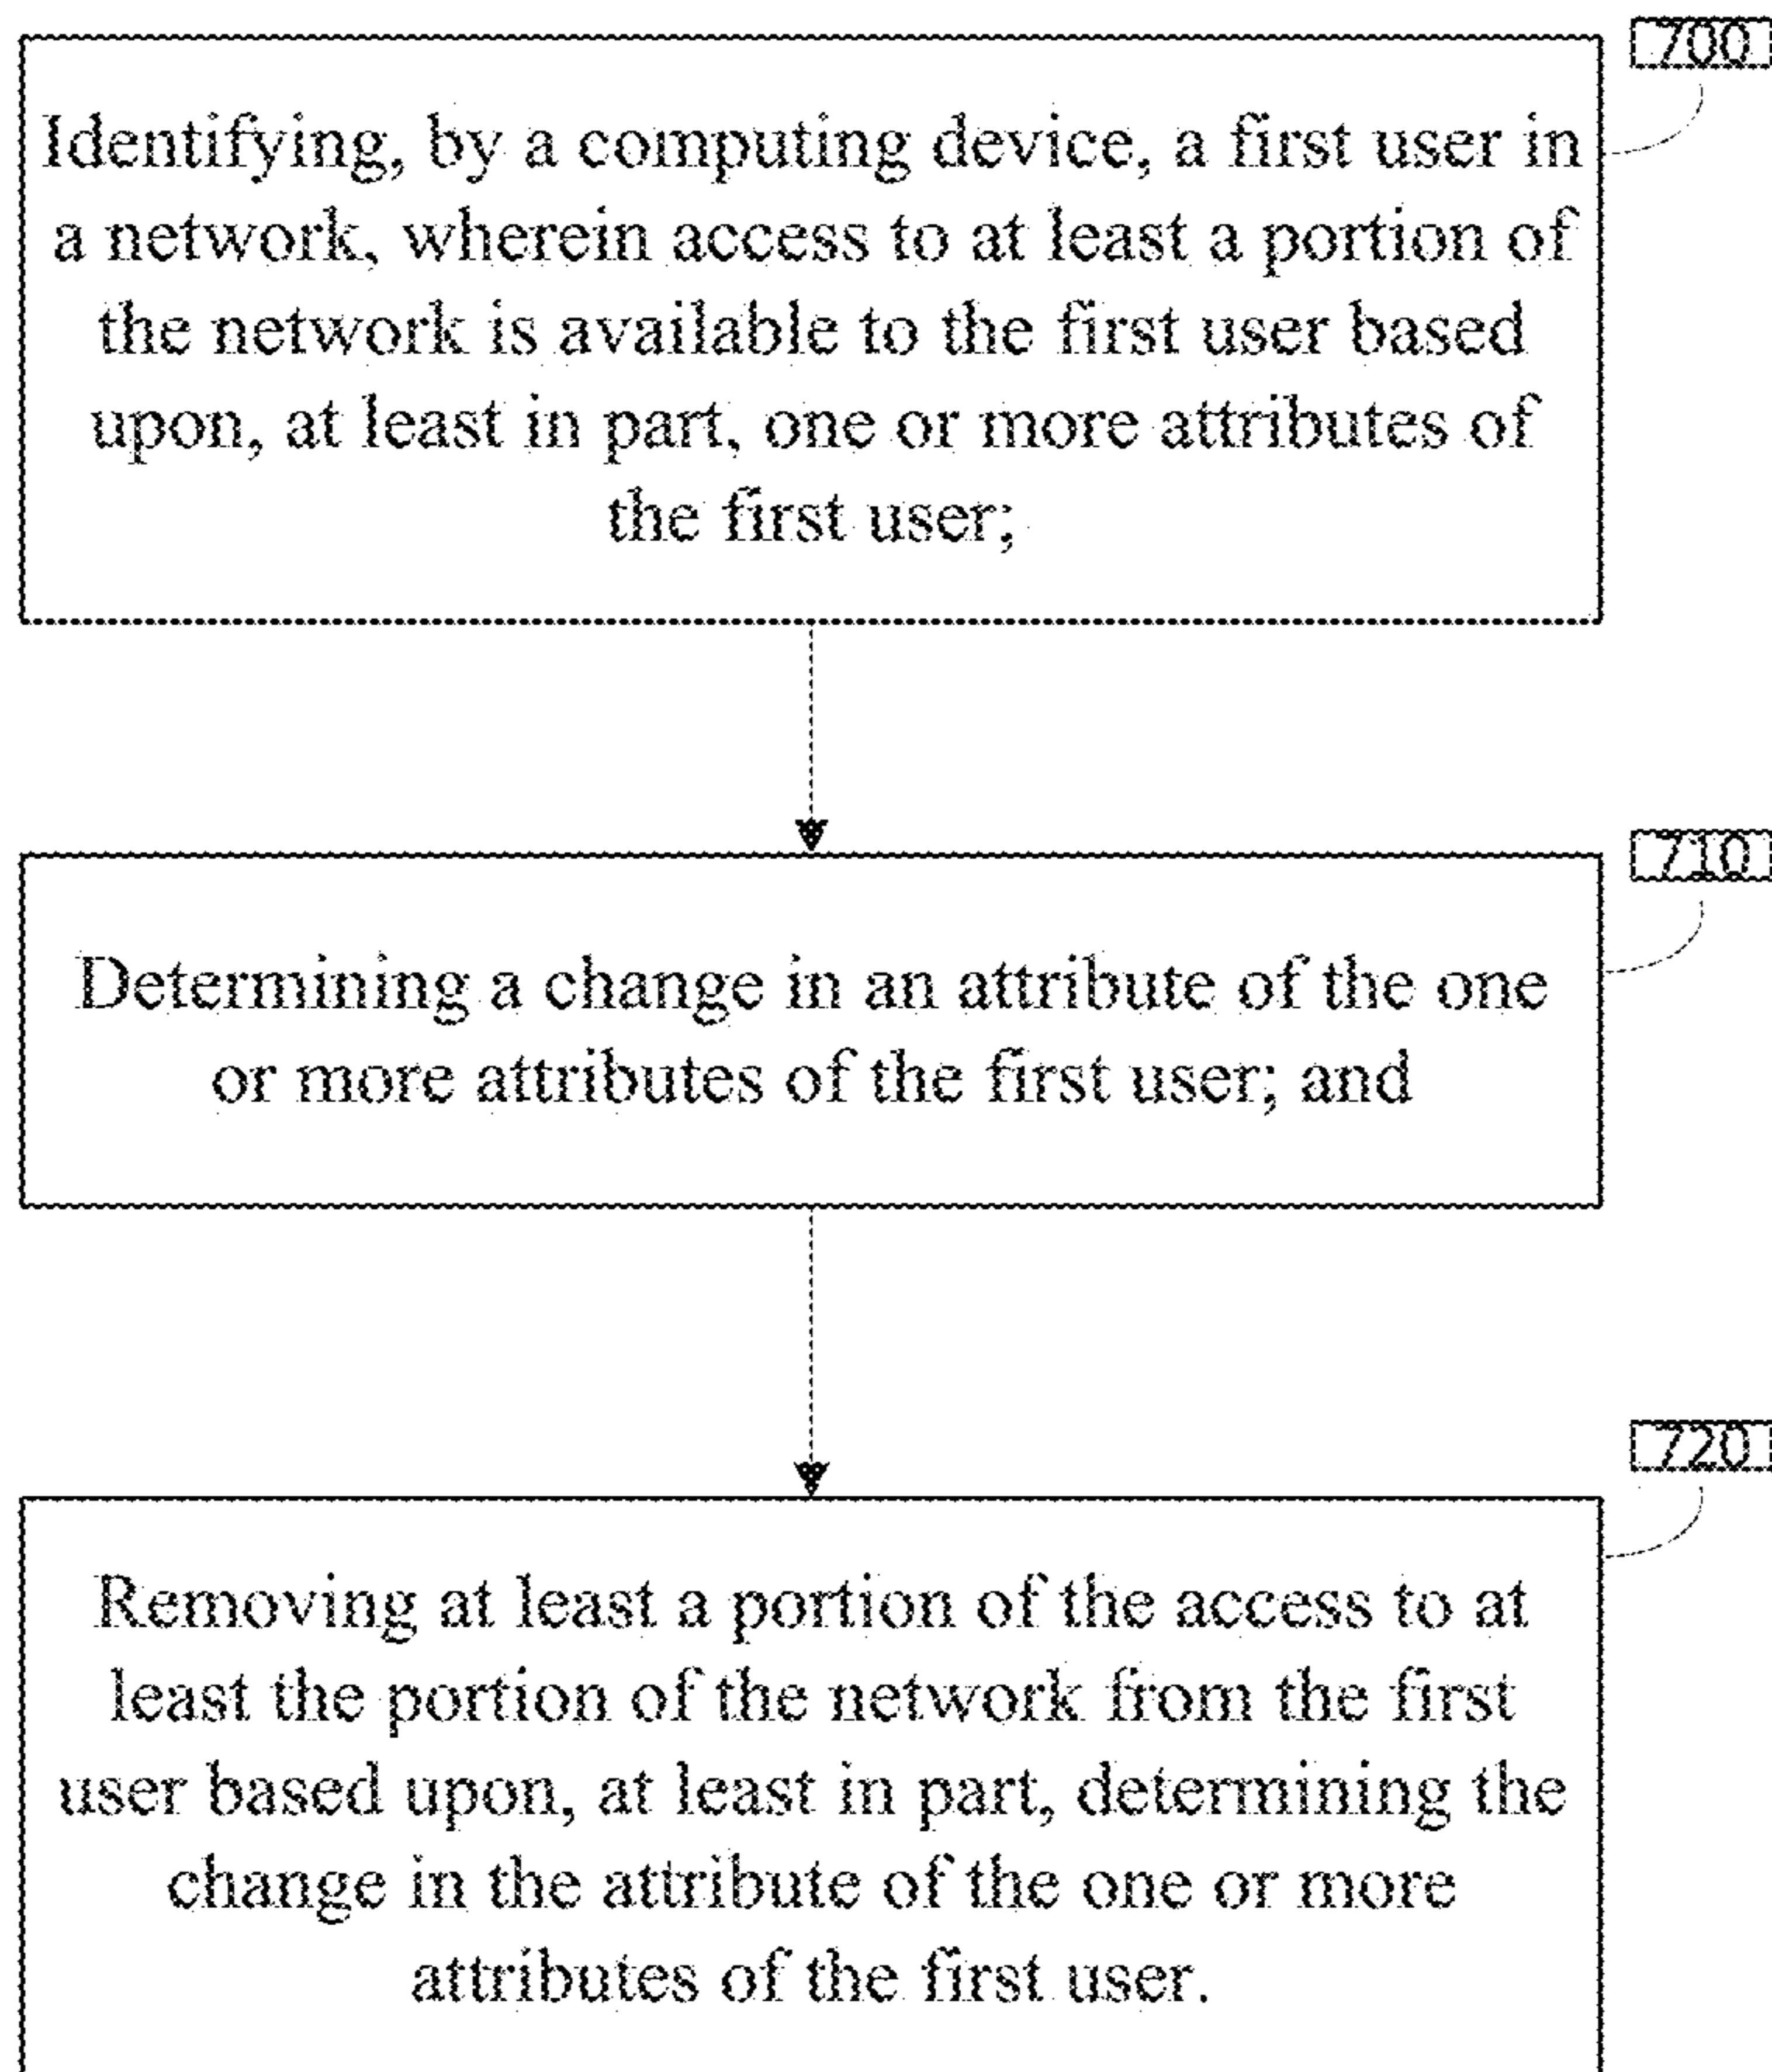 700
Identifying, by a computing device, a first user in
a network, wherein access to at least a portion of
the network is available to the first user based
upon, at least in part, one or more attributes of
the first user;
710
Determining a change in an attribute of the one
or more attributes of the first user; and
720
Removing at least a portion of the access to at
least the portion of the network from the first
user based upon, at least in part, determining the
change in the attribute of the one or more
attributes of the first user.